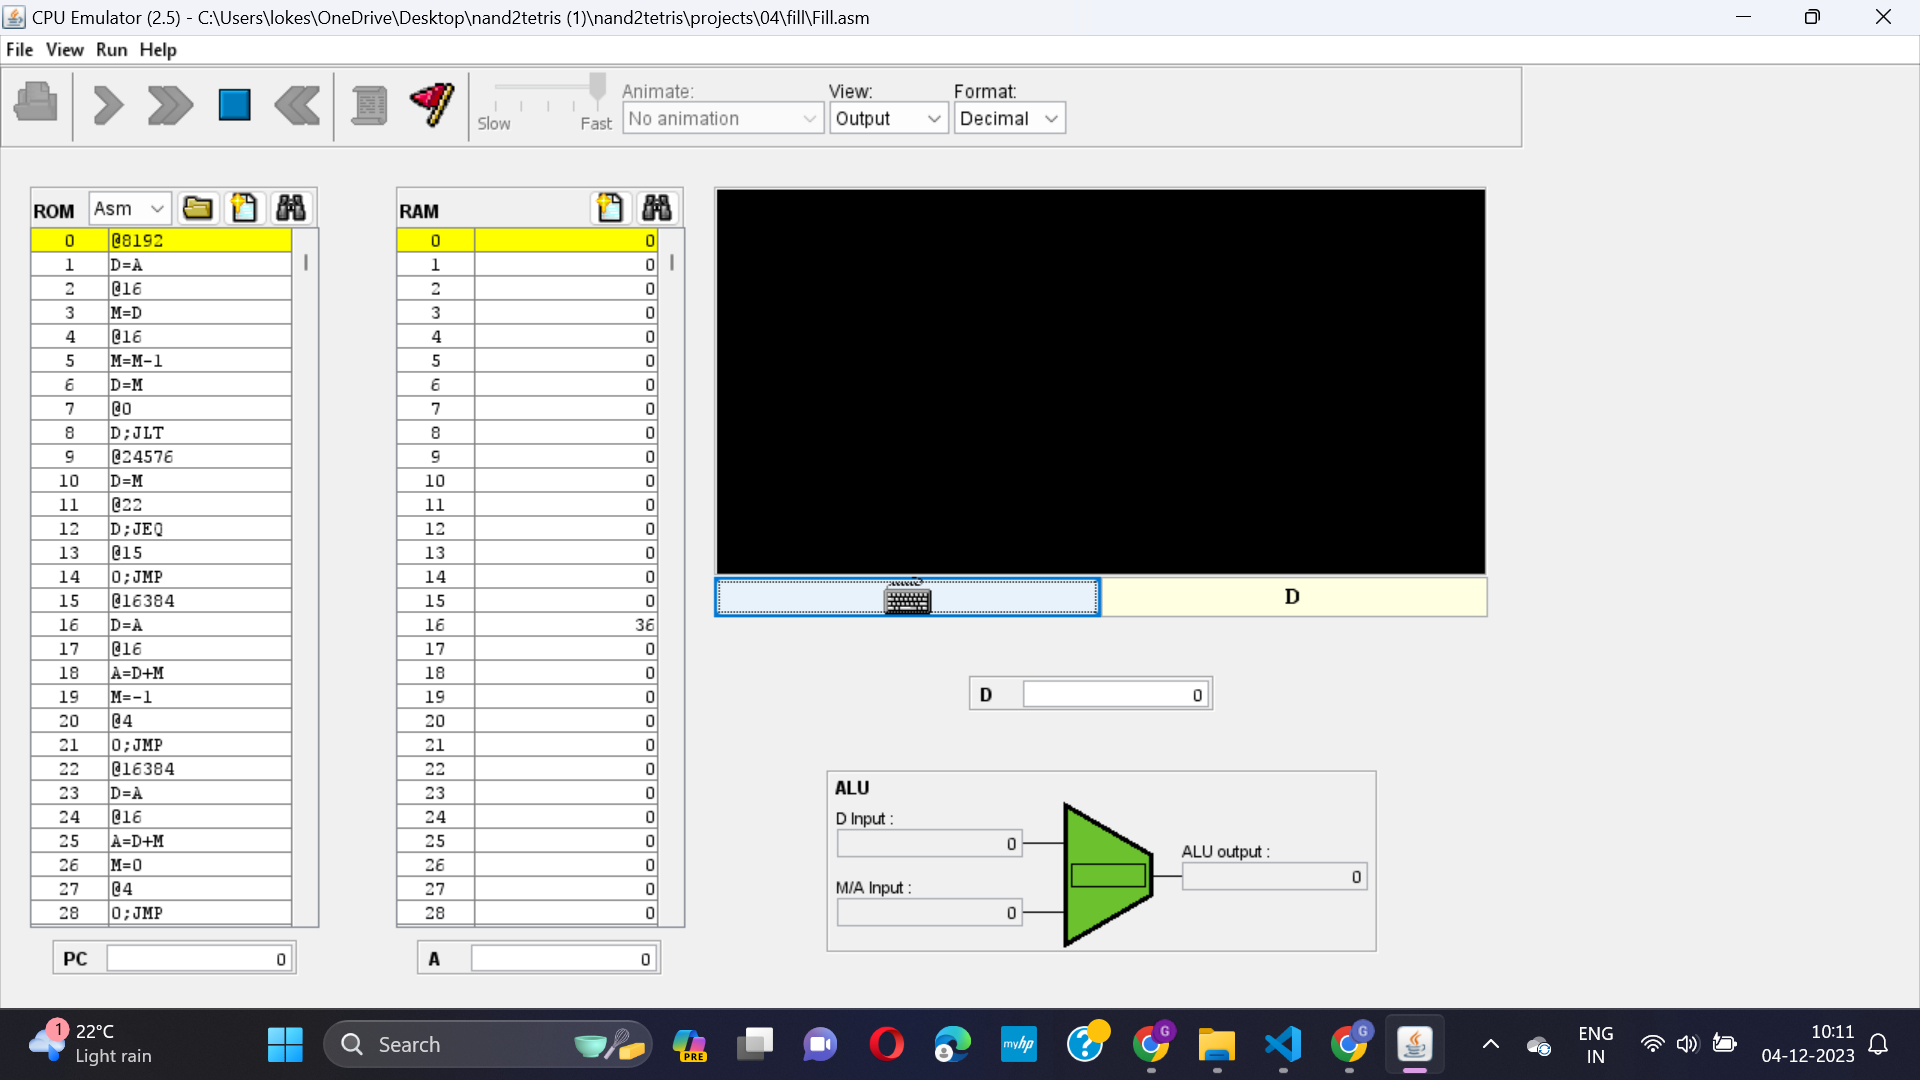 CPU Emulator (2.5) - C:\Users\lokes\OneDrive\Desktop\nand2tetris (1)\nand2tetris\projects\04\fill\Fill.asm
File View Run Help
Slow Fast
Animate:
No animation
View:
Output
Format:
Decimal
ROM Asm
0 @8192
1 D=A
2 @16
3 M=D
4 @16
5 M=M-1
6 D=M
7 @0
8 D;JLT
9 @24576
10 D=M
11 @22
12 D;JEQ
13 @15
14 0;JMP
15 @16384
16 D=A
17 @16
18 A=D+M
19 M=-1
20 @4
21 0;JMP
22 @16384
23 D=A
24 @16
25 A=D+M
26 M=0
27 @4
28 0;JMP
PC 0
RAM
0 0
1 0
2 0
3 0
4 0
5 0
6 0
7 0
8 0
9 0
10 0
11 0
12 0
13 0
14 0
15 0
16 36
17 0
18 0
19 0
20 0
21 0
22 0
23 0
24 0
25 0
26 0
27 0
28 0
A 0
D
D 0
ALU
D Input :
0
M/A Input :
0
ALU output :
0
1
22°C
Light rain
Search
PRE
myhp
?
G
G
ENG
IN
10:11
04-12-2023